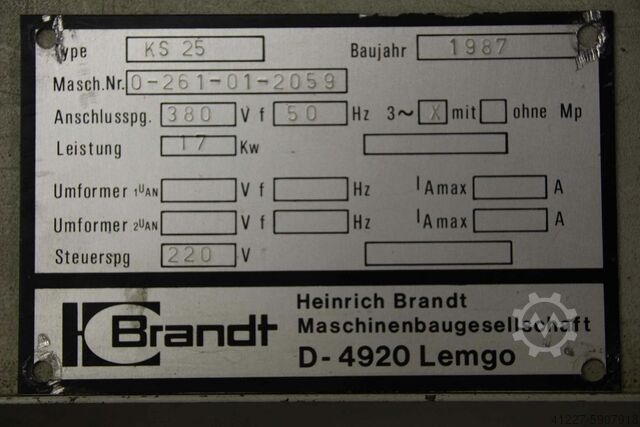 Type KS 25 Baujahr 1987
Masch.Nr. 0-261-01-2059
Anschlusspg. 380 V f 50 Hz 3~ X mit ohne Mp
Leistung 17 Kw
Umformer 1UAN V f Hz IAmax A
Umformer 2UAN V f Hz IAmax A
Steuerspg 220 V
Brandt
Heinrich Brandt
Maschinenbaugesellschaft
D-4920 Lemgo
41227-5907913